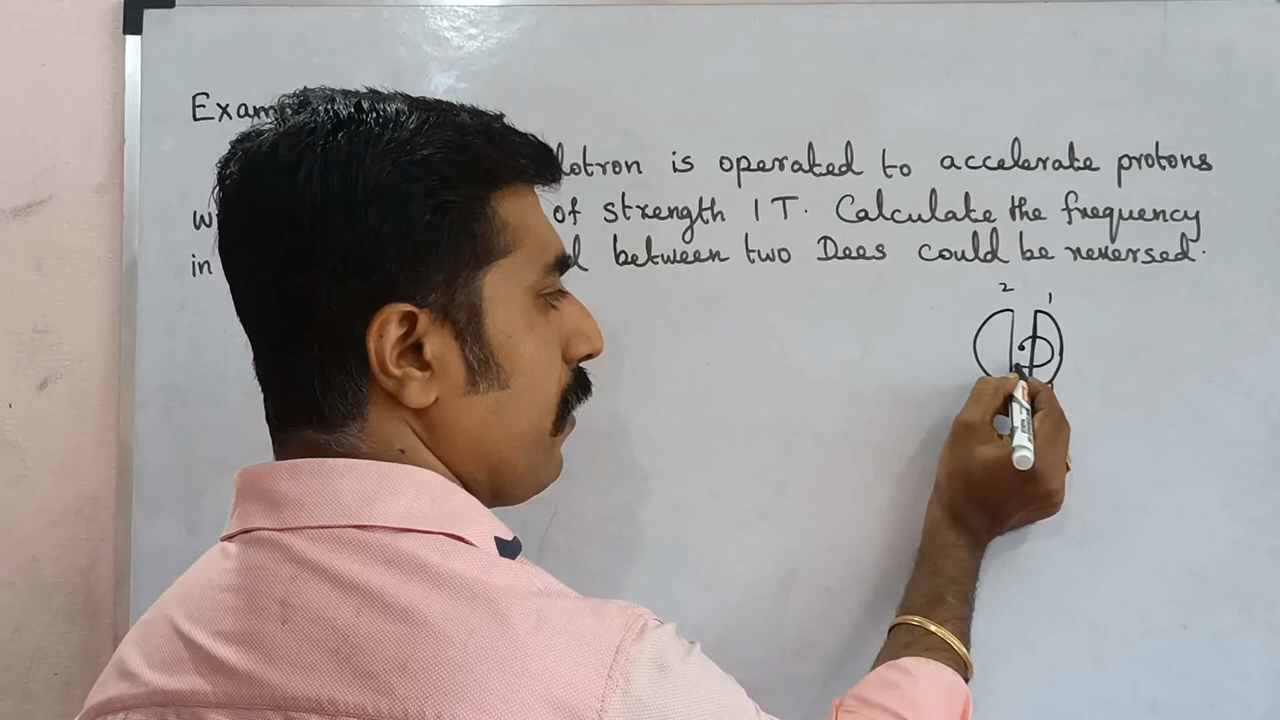 Exam
lotron is operated to accelerate protons
w of strength 1 T. Calculate the frequency
in l between two Dees could be reversed.
2
1